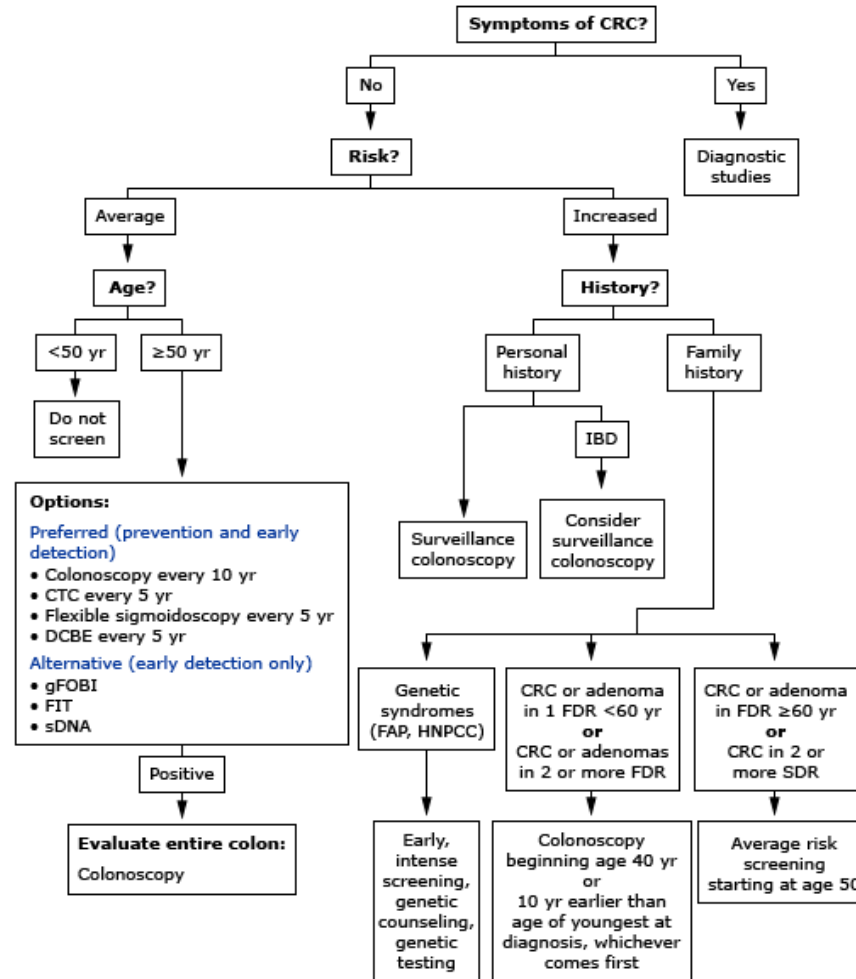 Symptoms of CRC?
No
Yes
Risk?
Diagnostic
studies
Average
Increased
Age?
History?
<50 yr
≥50 yr
Personal
history
Family
history
Do not
screen
IBD
Options:
Preferred (prevention and early
detection)
• Colonoscopy every 10 yr
• CTC every 5 yr
• Flexible sigmoidoscopy every 5 yr
• DCBE every 5 yr
Alternative (early detection only)
• gFOBI
• FIT
• sDNA
Surveillance
colonoscopy
Consider
surveillance
colonoscopy
Genetic
syndromes
(FAP, HNPCC)
CRC or adenoma
in 1 FDR <60 yr
or
CRC or adenomas
in 2 or more FDR
CRC or adenoma
in FDR ≥60 yr
or
CRC in 2 or
more SDR
Positive
Evaluate entire colon:
Colonoscopy
Early,
intense
screening,
genetic
counseling,
genetic
testing
Colonoscopy
beginning age 40 yr
or
10 yr earlier than
age of youngest at
diagnosis, whichever
comes first
Average risk
screening
starting at age 50